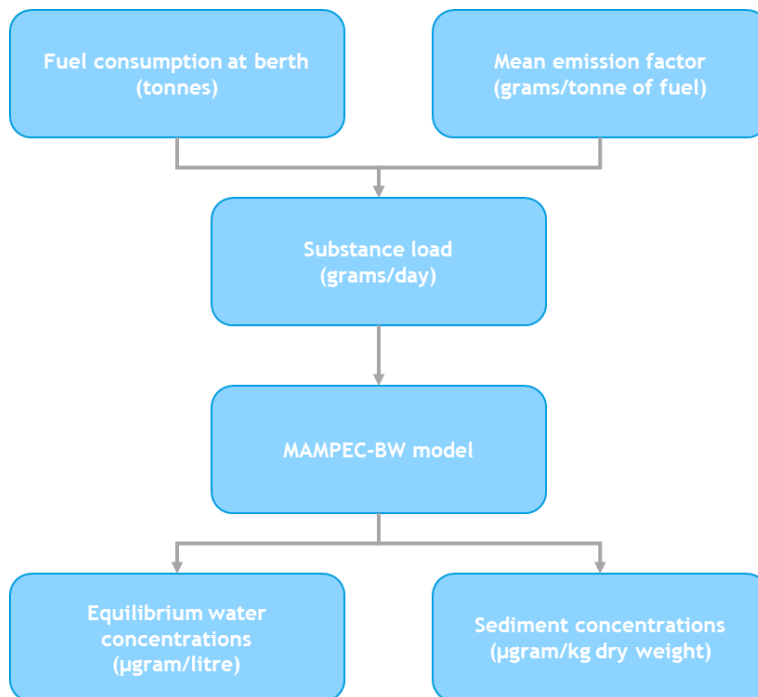 Fuel consumption at berth
(tonnes)
Mean emission factor
(grams/tonne of fuel)
Substance load
(grams/day)
MAMPEC-BW model
Equilibrium water
concentrations
(µgram/litre)
Sediment concentrations
(µgram/kg dry weight)